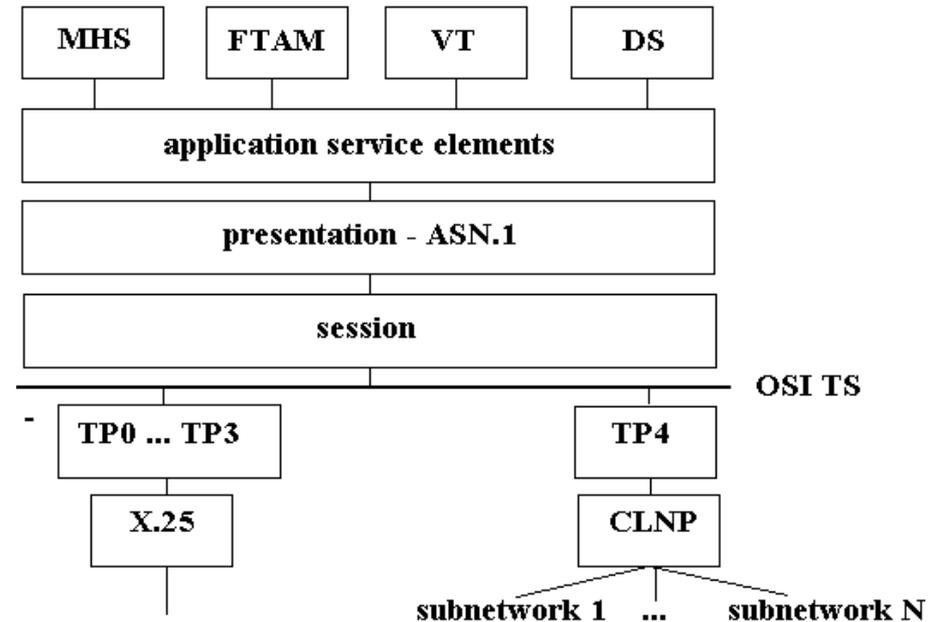 MHS FTAM VT DS
application service elements
presentation - ASN.1
session
OSI TS
-
TP0 ... TP3 TP4
X.25 CLNP
subnetwork 1 ... subnetwork N